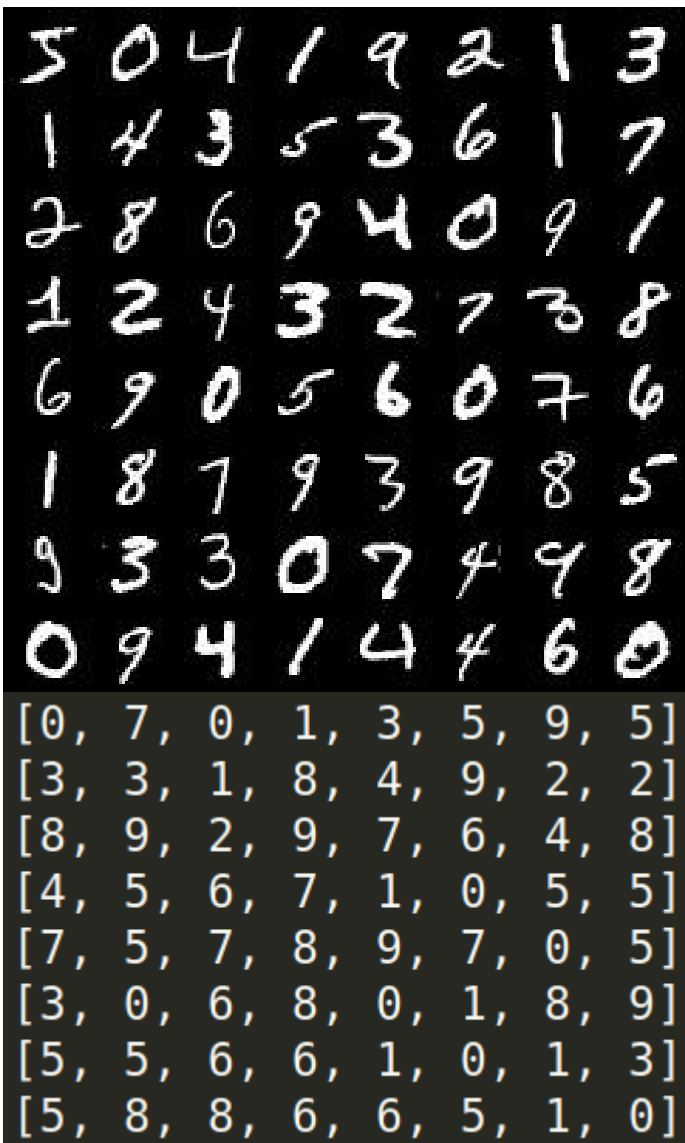 5 0 4 1 9 2 1 3
1 4 3 5 3 6 1 7
2 8 6 9 4 0 9 1
1 2 4 3 2 7 3 8
6 9 0 5 6 0 7 6
1 8 7 9 3 9 8 5
9 3 3 0 7 4 9 8
0 9 4 1 4 4 6 0
[0, 7, 0, 1, 3, 5, 9, 5]
[3, 3, 1, 8, 4, 9, 2, 2]
[8, 9, 2, 9, 7, 6, 4, 8]
[4, 5, 6, 7, 1, 0, 5, 5]
[7, 5, 7, 8, 9, 7, 0, 5]
[3, 0, 6, 8, 0, 1, 8, 9]
[5, 5, 6, 6, 1, 0, 1, 3]
[5, 8, 8, 6, 6, 5, 1, 0]